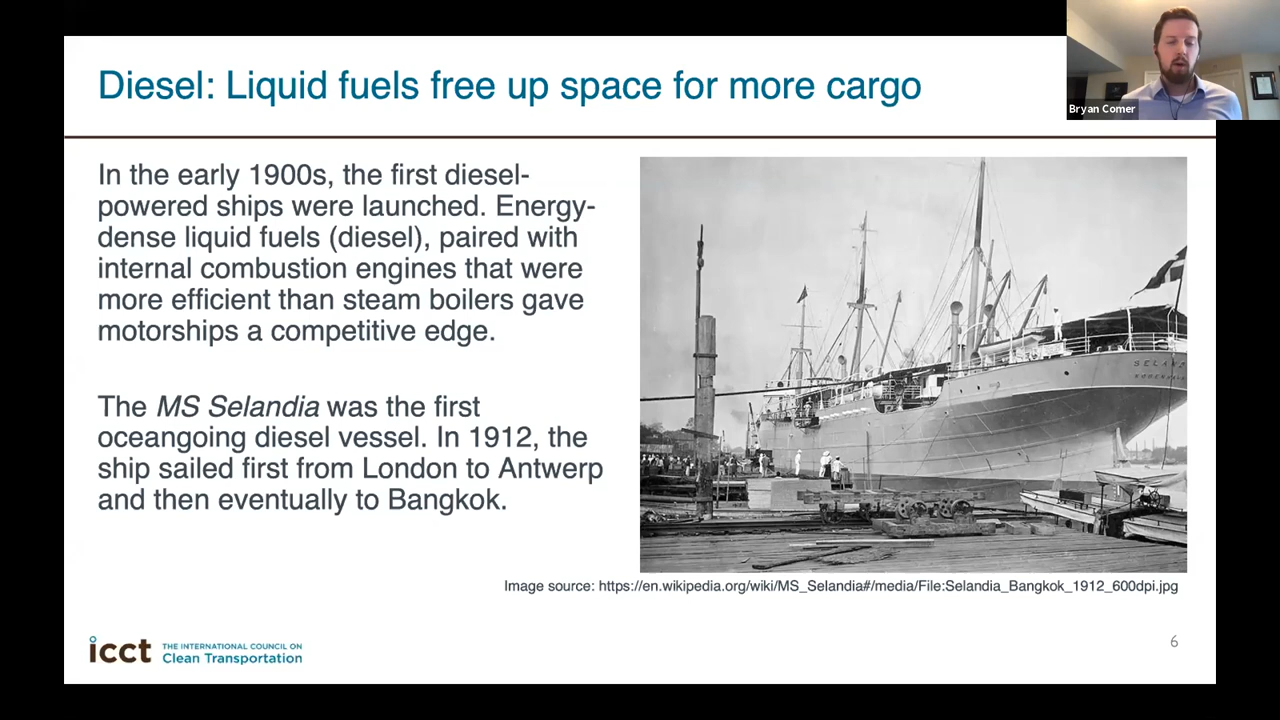 Diesel: Liquid fuels free up space for more cargo
Bryan Comer
In the early 1900s, the first diesel-
powered ships were launched. Energy-
dense liquid fuels (diesel), paired with
internal combustion engines that were
more efficient than steam boilers gave
motorships a competitive edge.
The MS Selandia was the first
oceangoing diesel vessel. In 1912, the
ship sailed first from London to Antwerp
and then eventually to Bangkok.
Image source: https://en.wikipedia.org/wiki/MS_Selandia#/media/File:Selandia_Bangkok_1912_600dpi.jpg
icct THE INTERNATIONAL COUNCIL ON
Clean Transportation
6